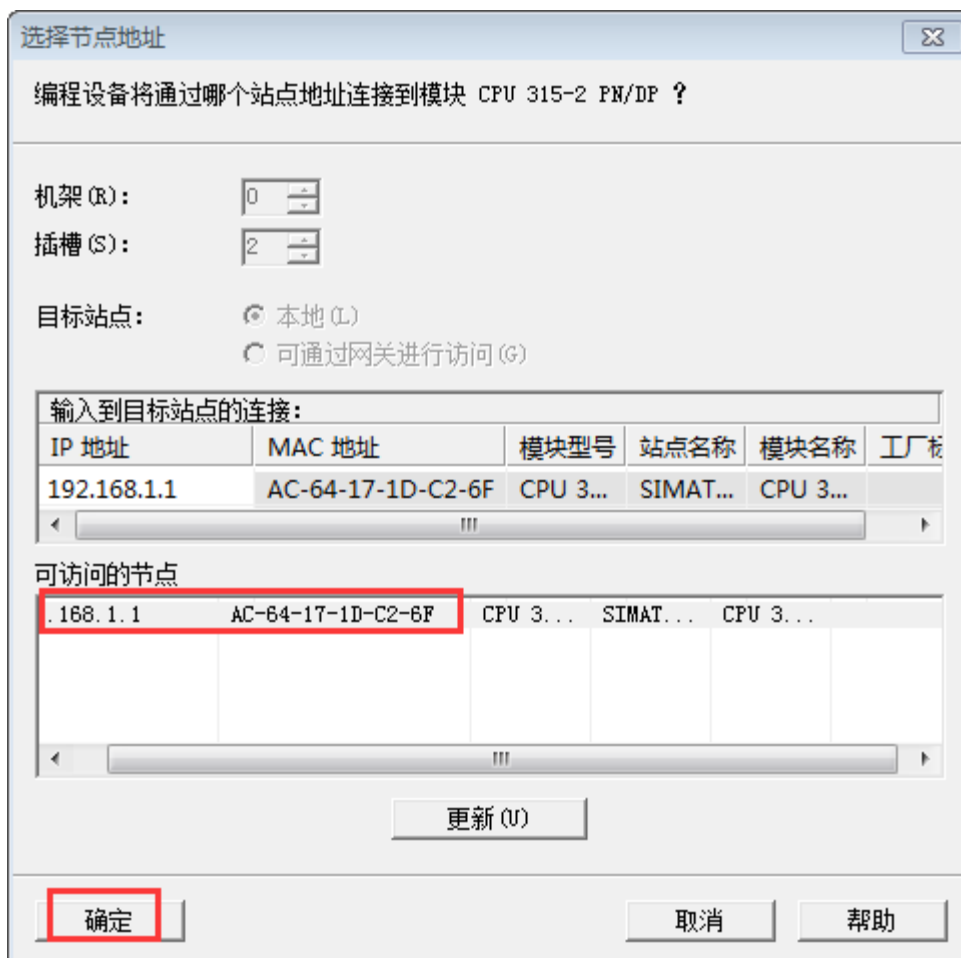 选择节点地址
编程设备将通过哪个站点地址连接到模块 CPU 315-2 PN/DP ?
机架(R): 0
插槽(S): 2
目标站点: 本地(L)
可通过网关进行访问(G)
输入到目标站点的连接:
IP 地址 MAC 地址 模块型号 站点名称 模块名称 工厂标
192.168.1.1 AC-64-17-1D-C2-6F CPU 3... SIMAT... CPU 3...
可访问的节点
.168.1.1 AC-64-17-1D-C2-6F CPU 3... SIMAT... CPU 3...
更新(U)
确定 取消 帮助